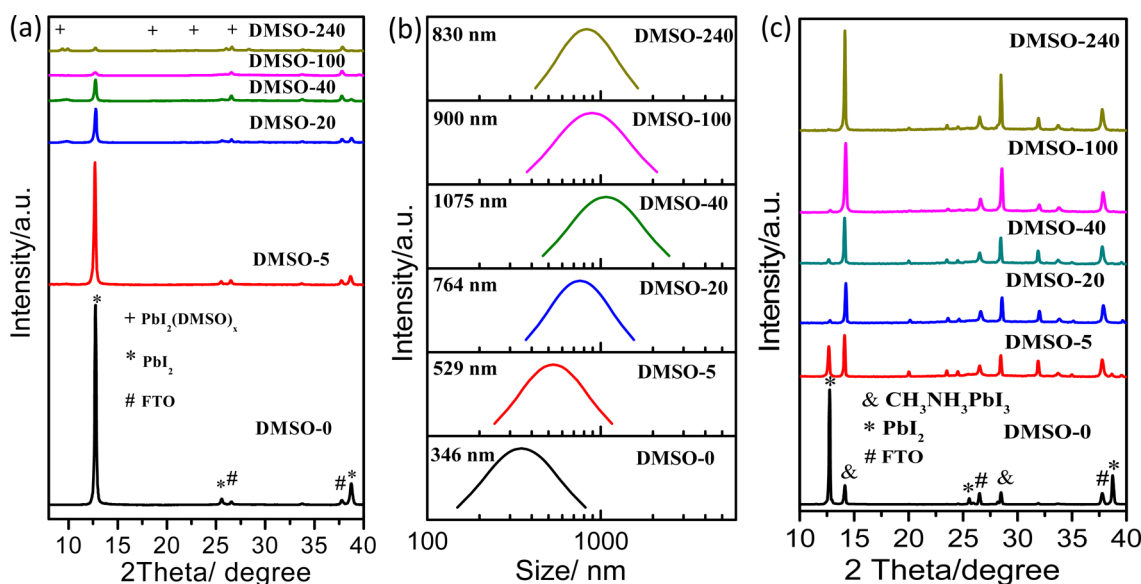 (a)
+ + + +
DMSO-240
DMSO-100
DMSO-40
DMSO-20
DMSO-5
*
+ PbI₂(DMSO)ₓ
* PbI₂
# FTO
DMSO-0
* # # *
10 15 20 25 30 35 40
2Theta/ degree
Intensity/a.u.
(b)
830 nm DMSO-240
900 nm DMSO-100
1075 nm DMSO-40
764 nm DMSO-20
529 nm DMSO-5
346 nm DMSO-0
100 1000
Size/ nm
Intensity/a.u.
(c)
DMSO-240
DMSO-100
DMSO-40
DMSO-20
DMSO-5
*
& CH₃NH₃PbI₃
* PbI₂
# FTO
DMSO-0
& * # & # *
10 15 20 25 30 35 40
2 Theta/degree
Intensity/a.u.